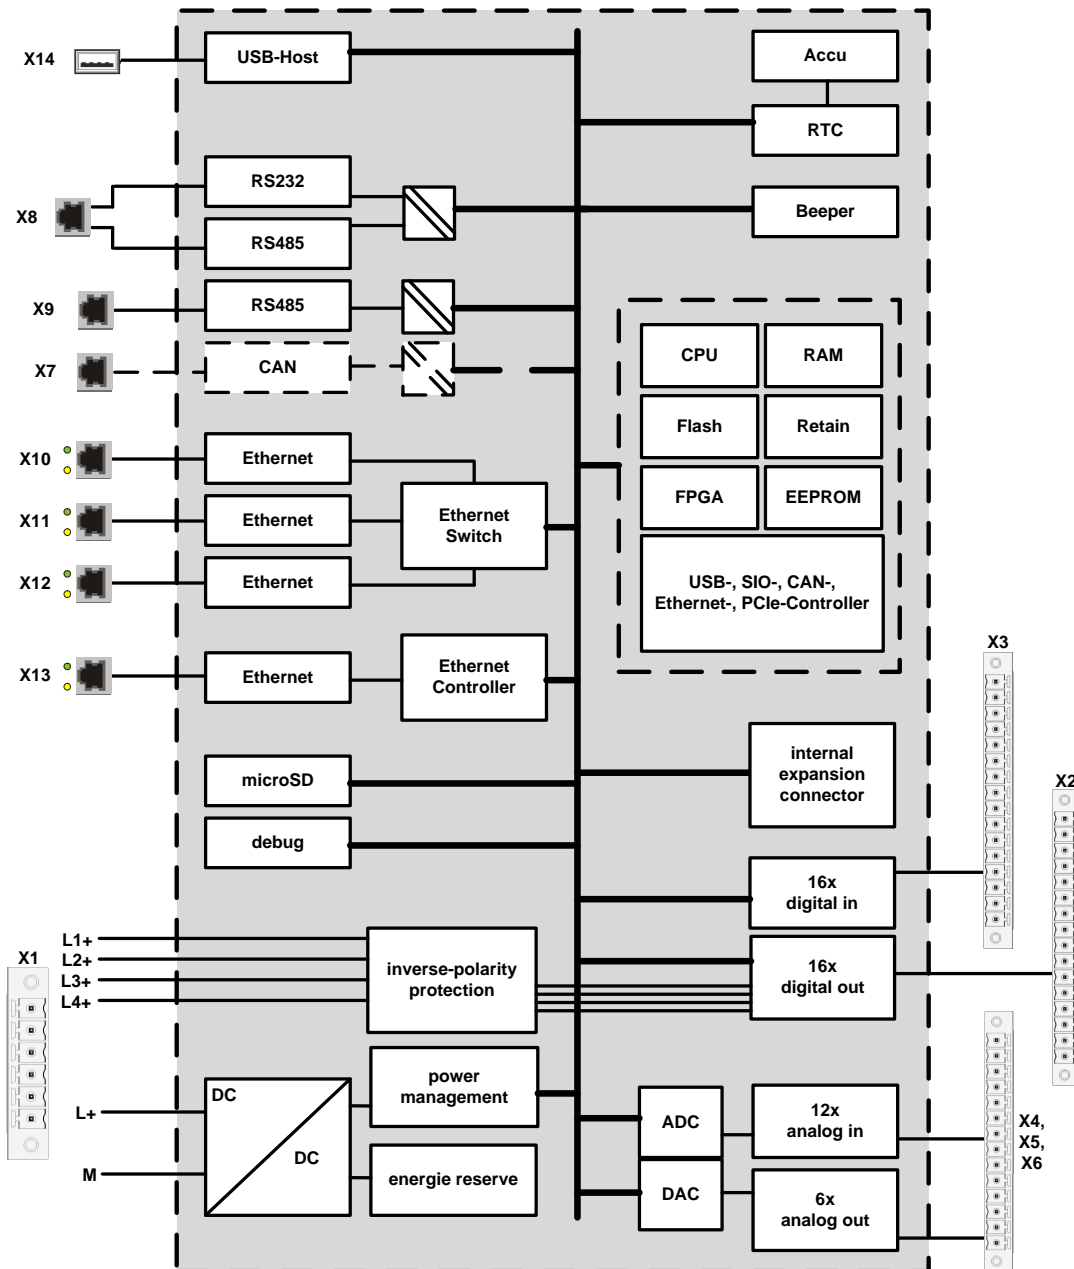 X14
USB-Host
Accu
RTC
X8
RS232
RS485
Beeper
X9
RS485
X7
CAN
CPU
RAM
Flash
Retain
FPGA
EEPROM
USB-, SIO-, CAN-,
Ethernet-, PCIe-Controller
X10
Ethernet
X11
Ethernet
Ethernet
Switch
X12
Ethernet
X13
Ethernet
Ethernet
Controller
X3
microSD
internal
expansion
connector
X2
debug
16x
digital in
X1
L1+
L2+
L3+
L4+
inverse-polarity
protection
16x
digital out
L+
M
DC
DC
power
management
energie reserve
ADC
12x
analog in
DAC
6x
analog out
X4,
X5,
X6